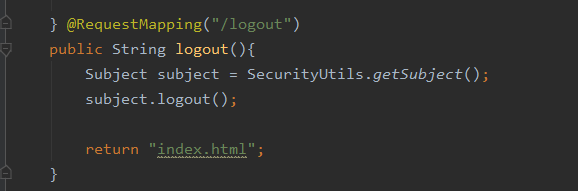 } @RequestMapping("/logout")
public String logout(){
Subject subject = SecurityUtils.getSubject();
subject.logout();
return "index.html";
}